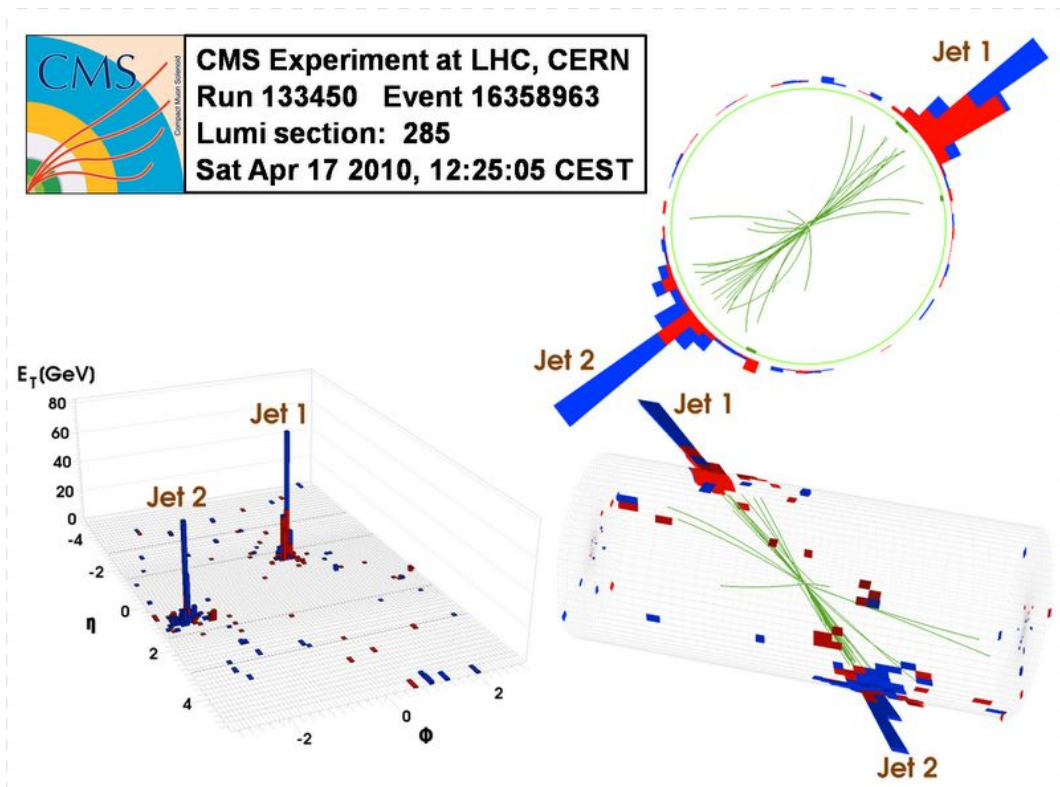 CMS
Compact Muon Solenoid
CMS Experiment at LHC, CERN
Run 133450 Event 16358963
Lumi section: 285
Sat Apr 17 2010, 12:25:05 CEST
Jet 1
Jet 2
E_T(GeV)
80
60
40
20
0
-4
-2
0
2
4
η
-2
0
2
Φ
Jet 1
Jet 2
Jet 1
Jet 2